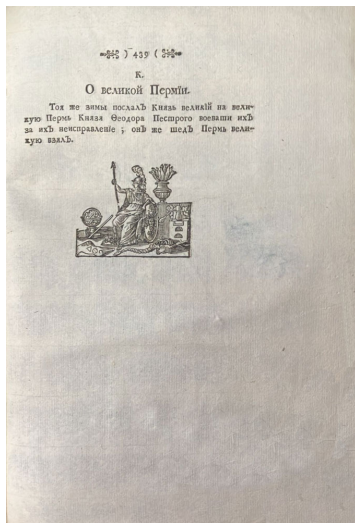 ) 439 (
К.
О великой Пермїи.
Тоя же зимы послалЪ Князь великїй на вели-
кую Пермь Князя Ѳеодора Пестрого воевати ихЪ
за ихЪ неисправленїе ; онЪ же шедЪ Пермь вели-
кую взялЪ.